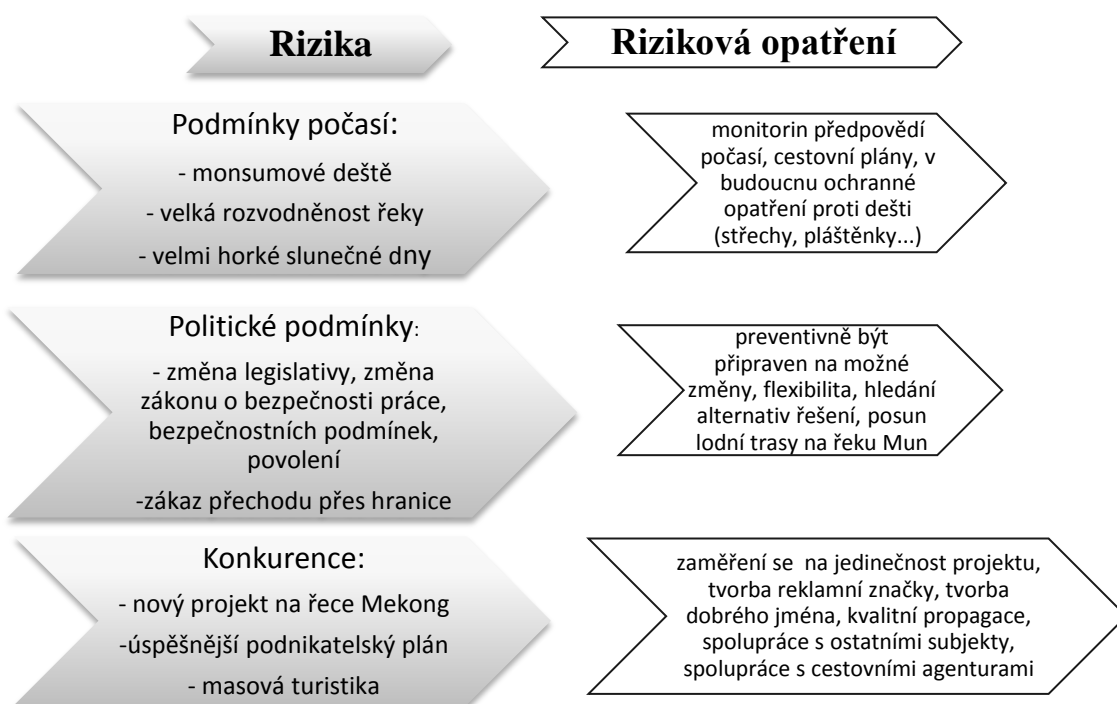 Rizika
Riziková opatření
Podmínky počasí:
- monsumové deště
- velká rozvodněnost řeky
- velmi horké slunečné dny
monitorin předpovědí
počasí, cestovní plány, v
budoucnu ochranné
opatření proti dešti
(střechy, pláštěnky...)
Politické podmínky:
- změna legislativy, změna
zákonu o bezpečnosti práce,
bezpečnostních podmínek,
povolení
-zákaz přechodu přes hranice
preventivně být
připraven na možné
změny, flexibilita, hledání
alternativ řešení, posun
lodní trasy na řeku Mun
Konkurence:
- nový projekt na řece Mekong
-úspěšnější podnikatelský plán
- masová turistika
zaměření se na jedinečnost projektu,
tvorba reklamní značky, tvorba
dobrého jména, kvalitní propagace,
spolupráce s ostatními subjekty,
spolupráce s cestovními agenturami